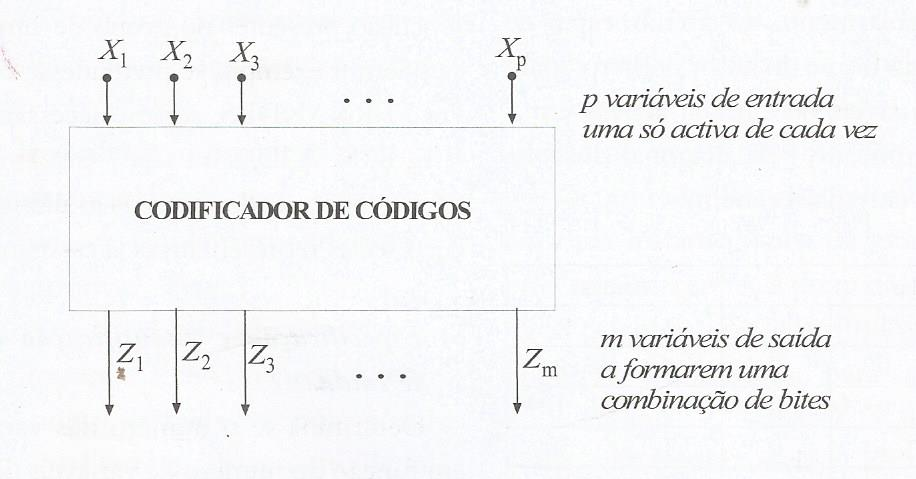 X1 X2 X3 Xp
. . .
p variáveis de entrada
uma só activa de cada vez
CODIFICADOR DE CÓDIGOS
Z1 Z2 Z3 Zm
. . .
m variáveis de saída
a formarem uma
combinação de bites